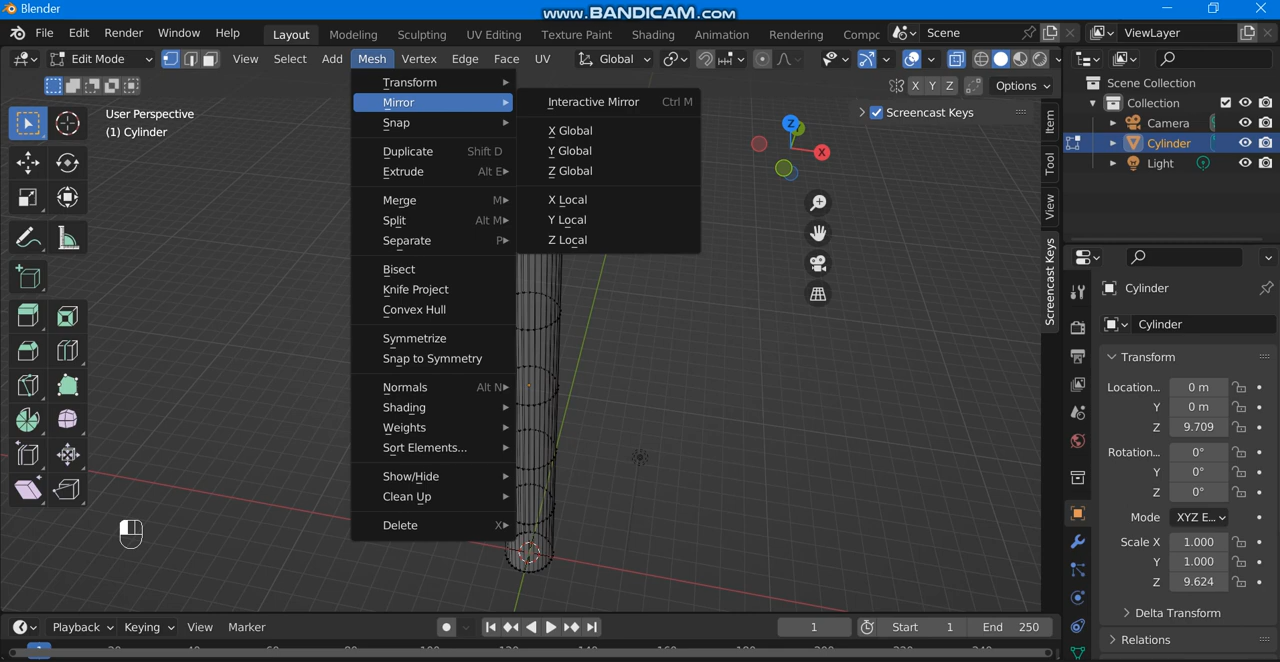 Blender
www.BANDICAM.com
File Edit Render Window Help Layout Modeling Sculpting UV Editing Texture Paint Shading Animation Rendering Compc Scene ViewLayer
Edit Mode View Select Add Mesh Vertex Edge Face UV Global
X Y Z Options
User Perspective
(1) Cylinder
Transform
Mirror
Snap
Duplicate Shift D
Extrude Alt E
Merge M
Split Alt M
Separate P
Bisect
Knife Project
Convex Hull
Symmetrize
Snap to Symmetry
Normals Alt N
Shading
Weights
Sort Elements...
Show/Hide
Clean Up
Delete X
Interactive Mirror Ctrl M
X Global
Y Global
Z Global
X Local
Y Local
Z Local
Z
X
Screencast Keys
Item
Tool
View
Screencast Keys
Scene Collection
Collection
Camera
Cylinder
Light
Cylinder
Cylinder
Transform
Location... 0 m
Y 0 m
Z 9.709
Rotation... 0°
Y 0°
Z 0°
Mode XYZ E...
Scale X 1.000
Y 1.000
Z 9.624
Delta Transform
Relations
Playback Keying View Marker 1 Start 1 End 250